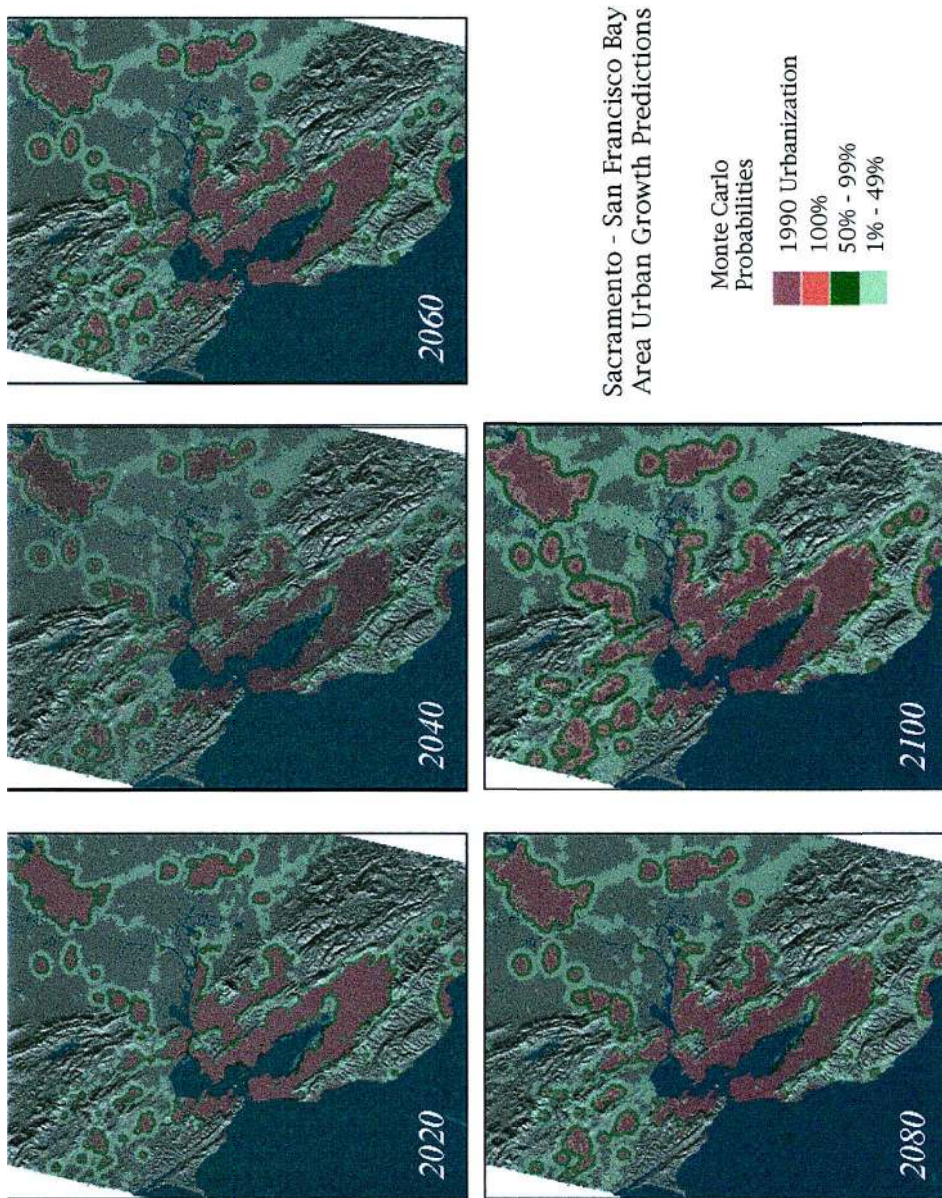 2020
2040
2060
2080
2100
Sacramento - San Francisco Bay
Area Urban Growth Predictions
Monte Carlo
Probabilities
1990 Urbanization
100%
50% - 99%
1% - 49%